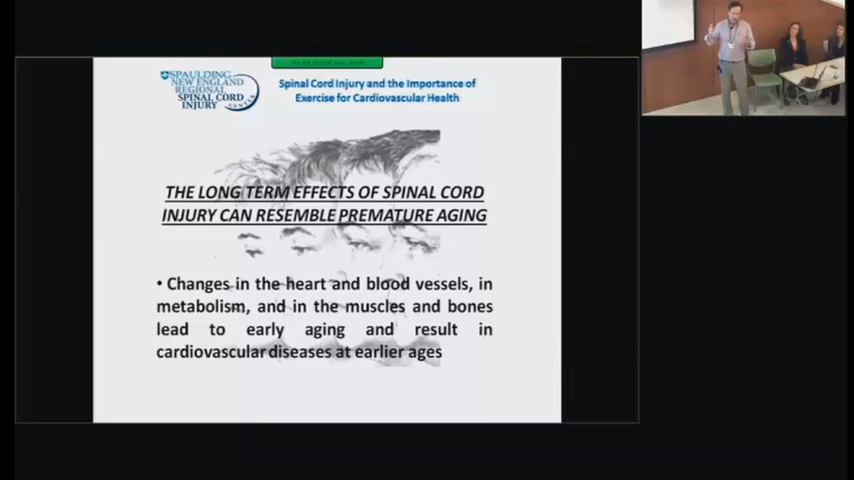 SPAULDING
NEW ENGLAND
REGIONAL
SPINAL CORD
INJURY
CENTER
Spinal Cord Injury and the Importance of
Exercise for Cardiovascular Health
THE LONG TERM EFFECTS OF SPINAL CORD
INJURY CAN RESEMBLE PREMATURE AGING
• Changes in the heart and blood vessels, in
metabolism, and in the muscles and bones
lead to early aging and result in
cardiovascular diseases at earlier ages